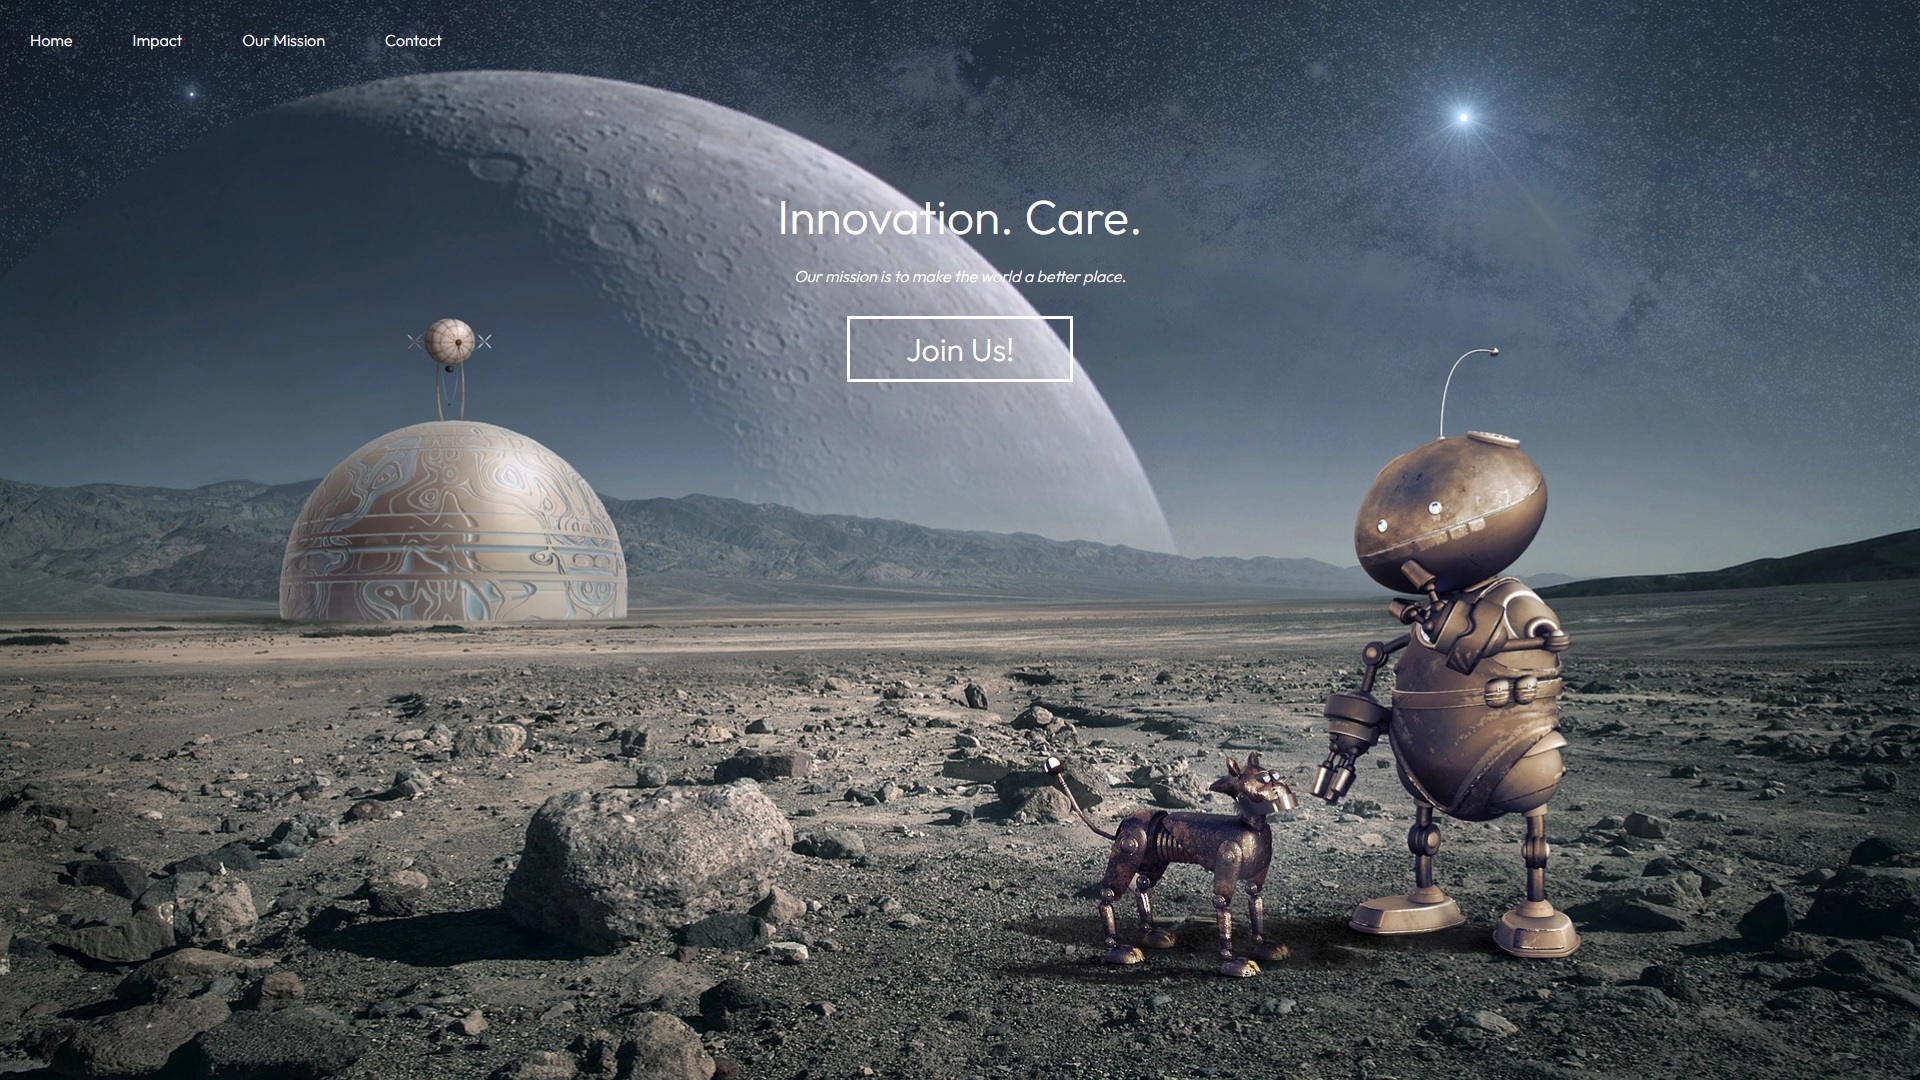 Home Impact Our Mission Contact
Innovation. Care.
Our mission is to make the world a better place.
Join Us!